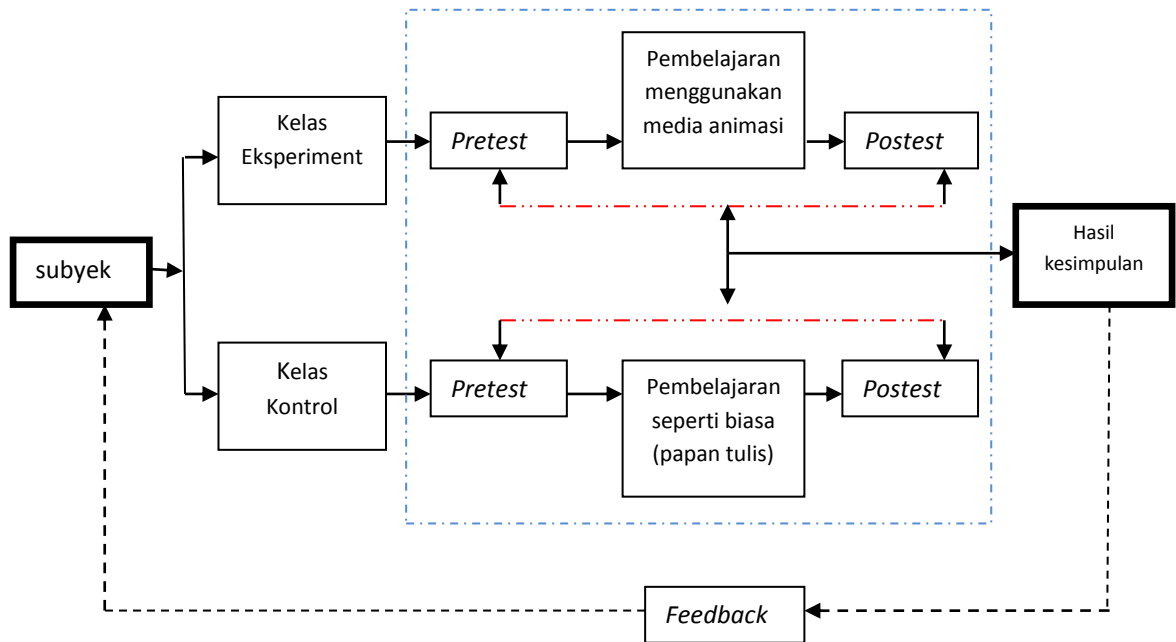 subyek
Kelas
Eksperiment
Pretest
Pembelajaran
menggunakan
media animasi
Postest
Kelas
Kontrol
Pretest
Pembelajaran
seperti biasa
(papan tulis)
Postest
Hasil
kesimpulan
Feedback